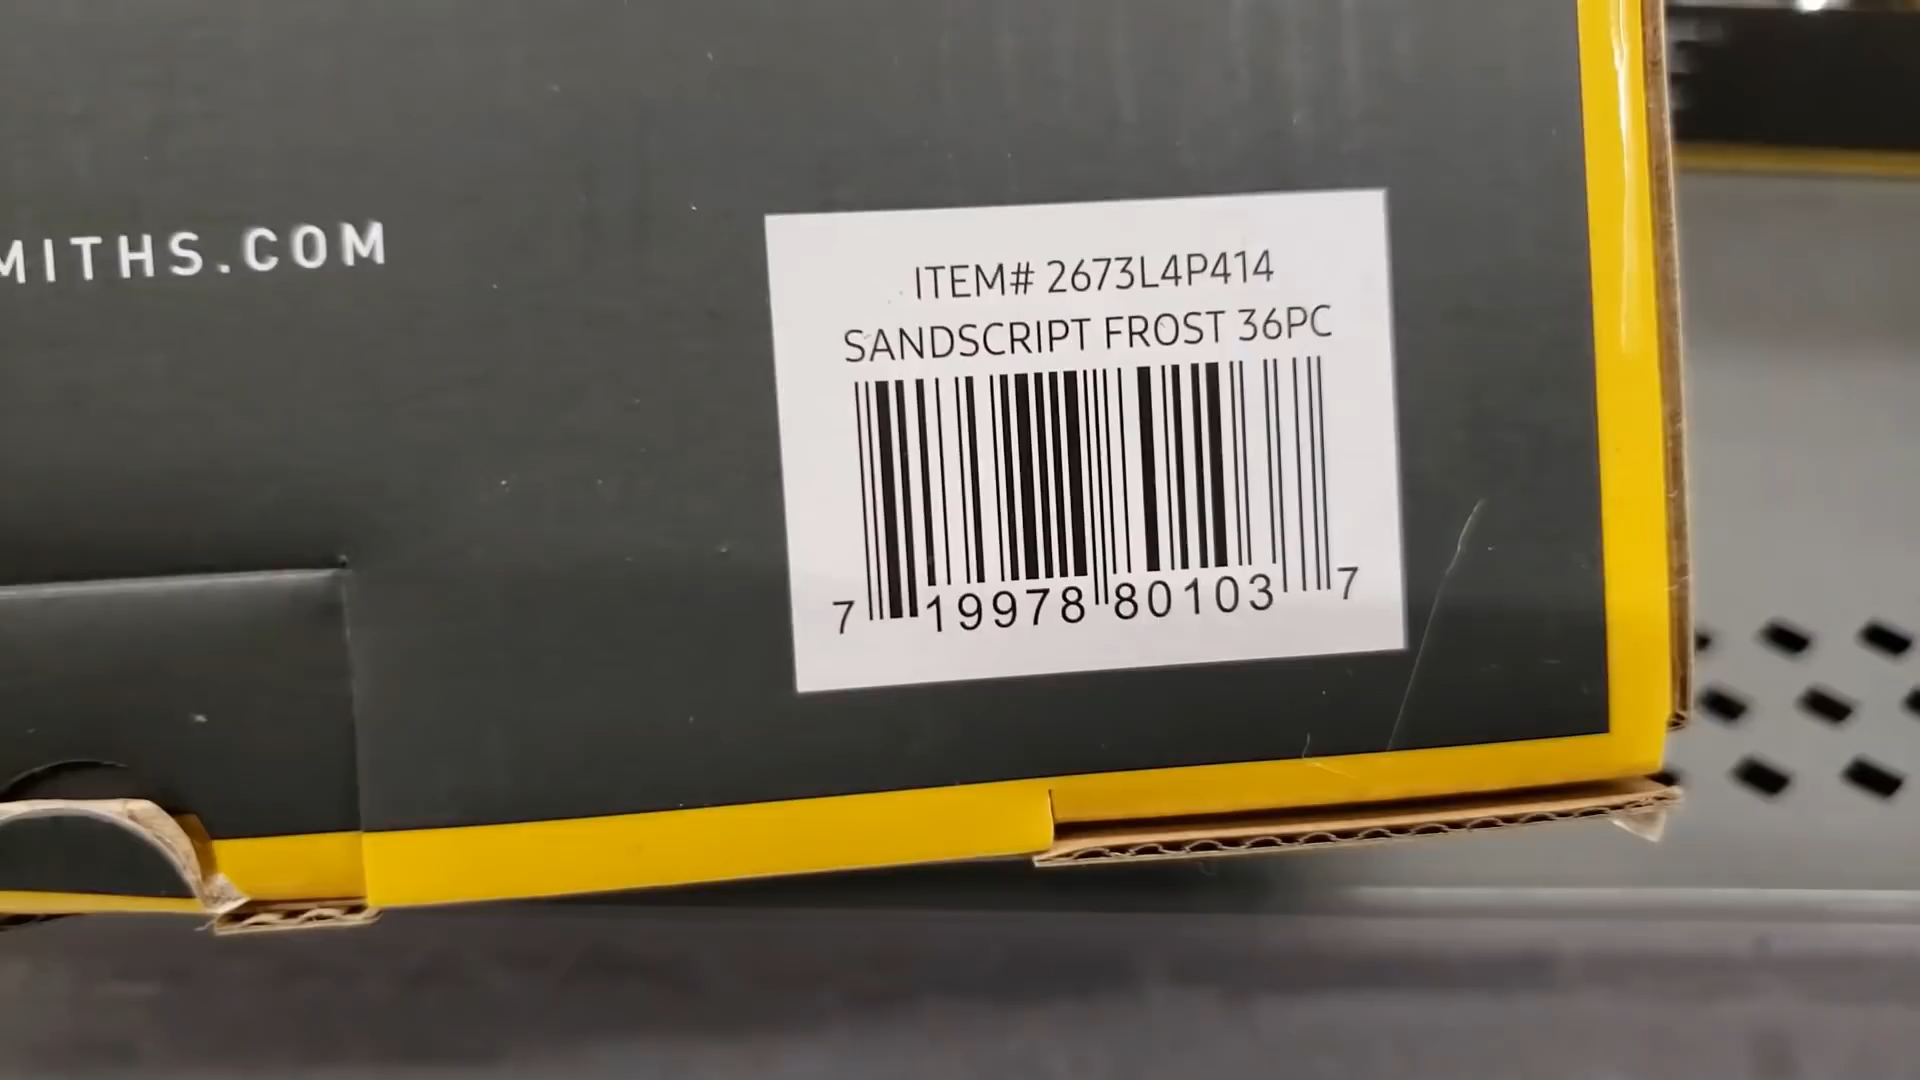 MITHS.COM
ITEM# 2673L4P414
SANDSCRIPT FROST 36PC
7 19978 80103 7